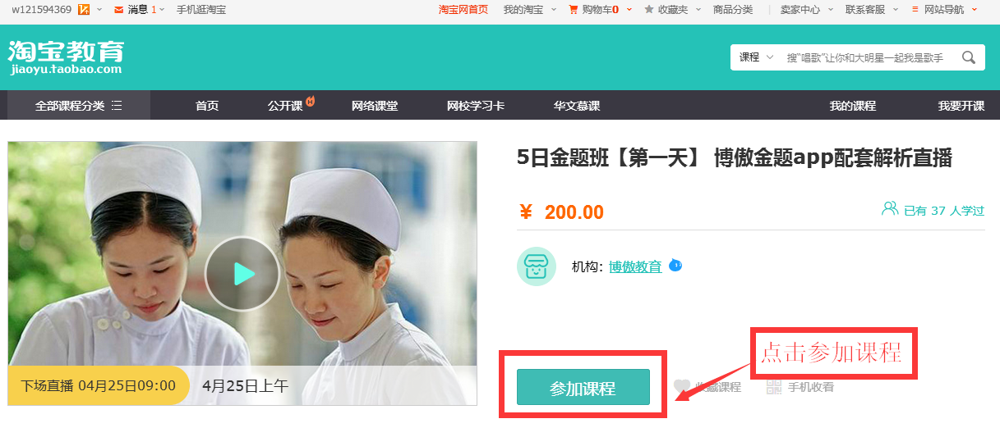 w121594369 消息 1 手机逛淘宝 淘宝网首页 我的淘宝 购物车0 收藏夹 商品分类 卖家中心 联系客服 网站导航
淘宝教育
jiaoyu.taobao.com
课程 搜“唱歌”让你和大明星一起我是歌手
全部课程分类 首页 公开课 H 网络课堂 网校学习卡 华文慕课 我的课程 我要开课
5日金题班【第一天】 博傲金题app配套解析直播
¥ 200.00
已有 37 人学过
机构: 博傲教育
点击参加课程
参加课程 收藏课程 手机收看
下场直播 04月25日09:00 4月25日上午